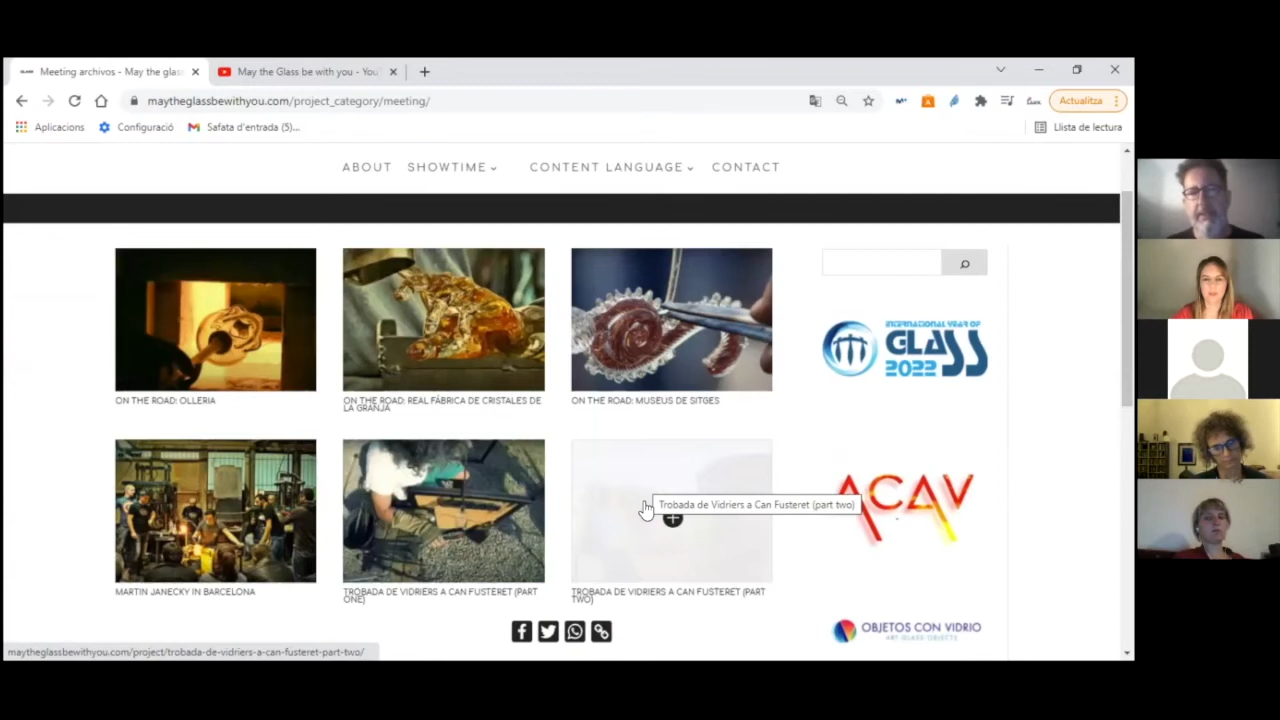 Meeting archivos - May the glass
May the Glass be with you - YouT
maytheglassbewithyou.com/project_category/meeting/
Actualitza
Aplicacions
Configuració
Safata d'entrada (5)...
Llista de lectura
ABOUT
SHOWTIME
CONTENT LANGUAGE
CONTACT
ON THE ROAD: OLLERIA
ON THE ROAD: REAL FÁBRICA DE CRISTALES DE
LA GRANJA
ON THE ROAD: MUSEUS DE SITGES
INTERNATIONAL YEAR OF
GLASS
2022
Trobada de Vidriers a Can Fusteret (part two)
ACAV
MARTIN JANECKY IN BARCELONA
TROBADA DE VIDRIERS A CAN FUSTERET (PART
ONE)
TROBADA DE VIDRIERS A CAN FUSTERET (PART
TWO)
OBJETOS CON VIDRIO
ART GLASS OBJECTS
maytheglassbewithyou.com/project/trobada-de-vidriers-a-can-fusteret-part-two/